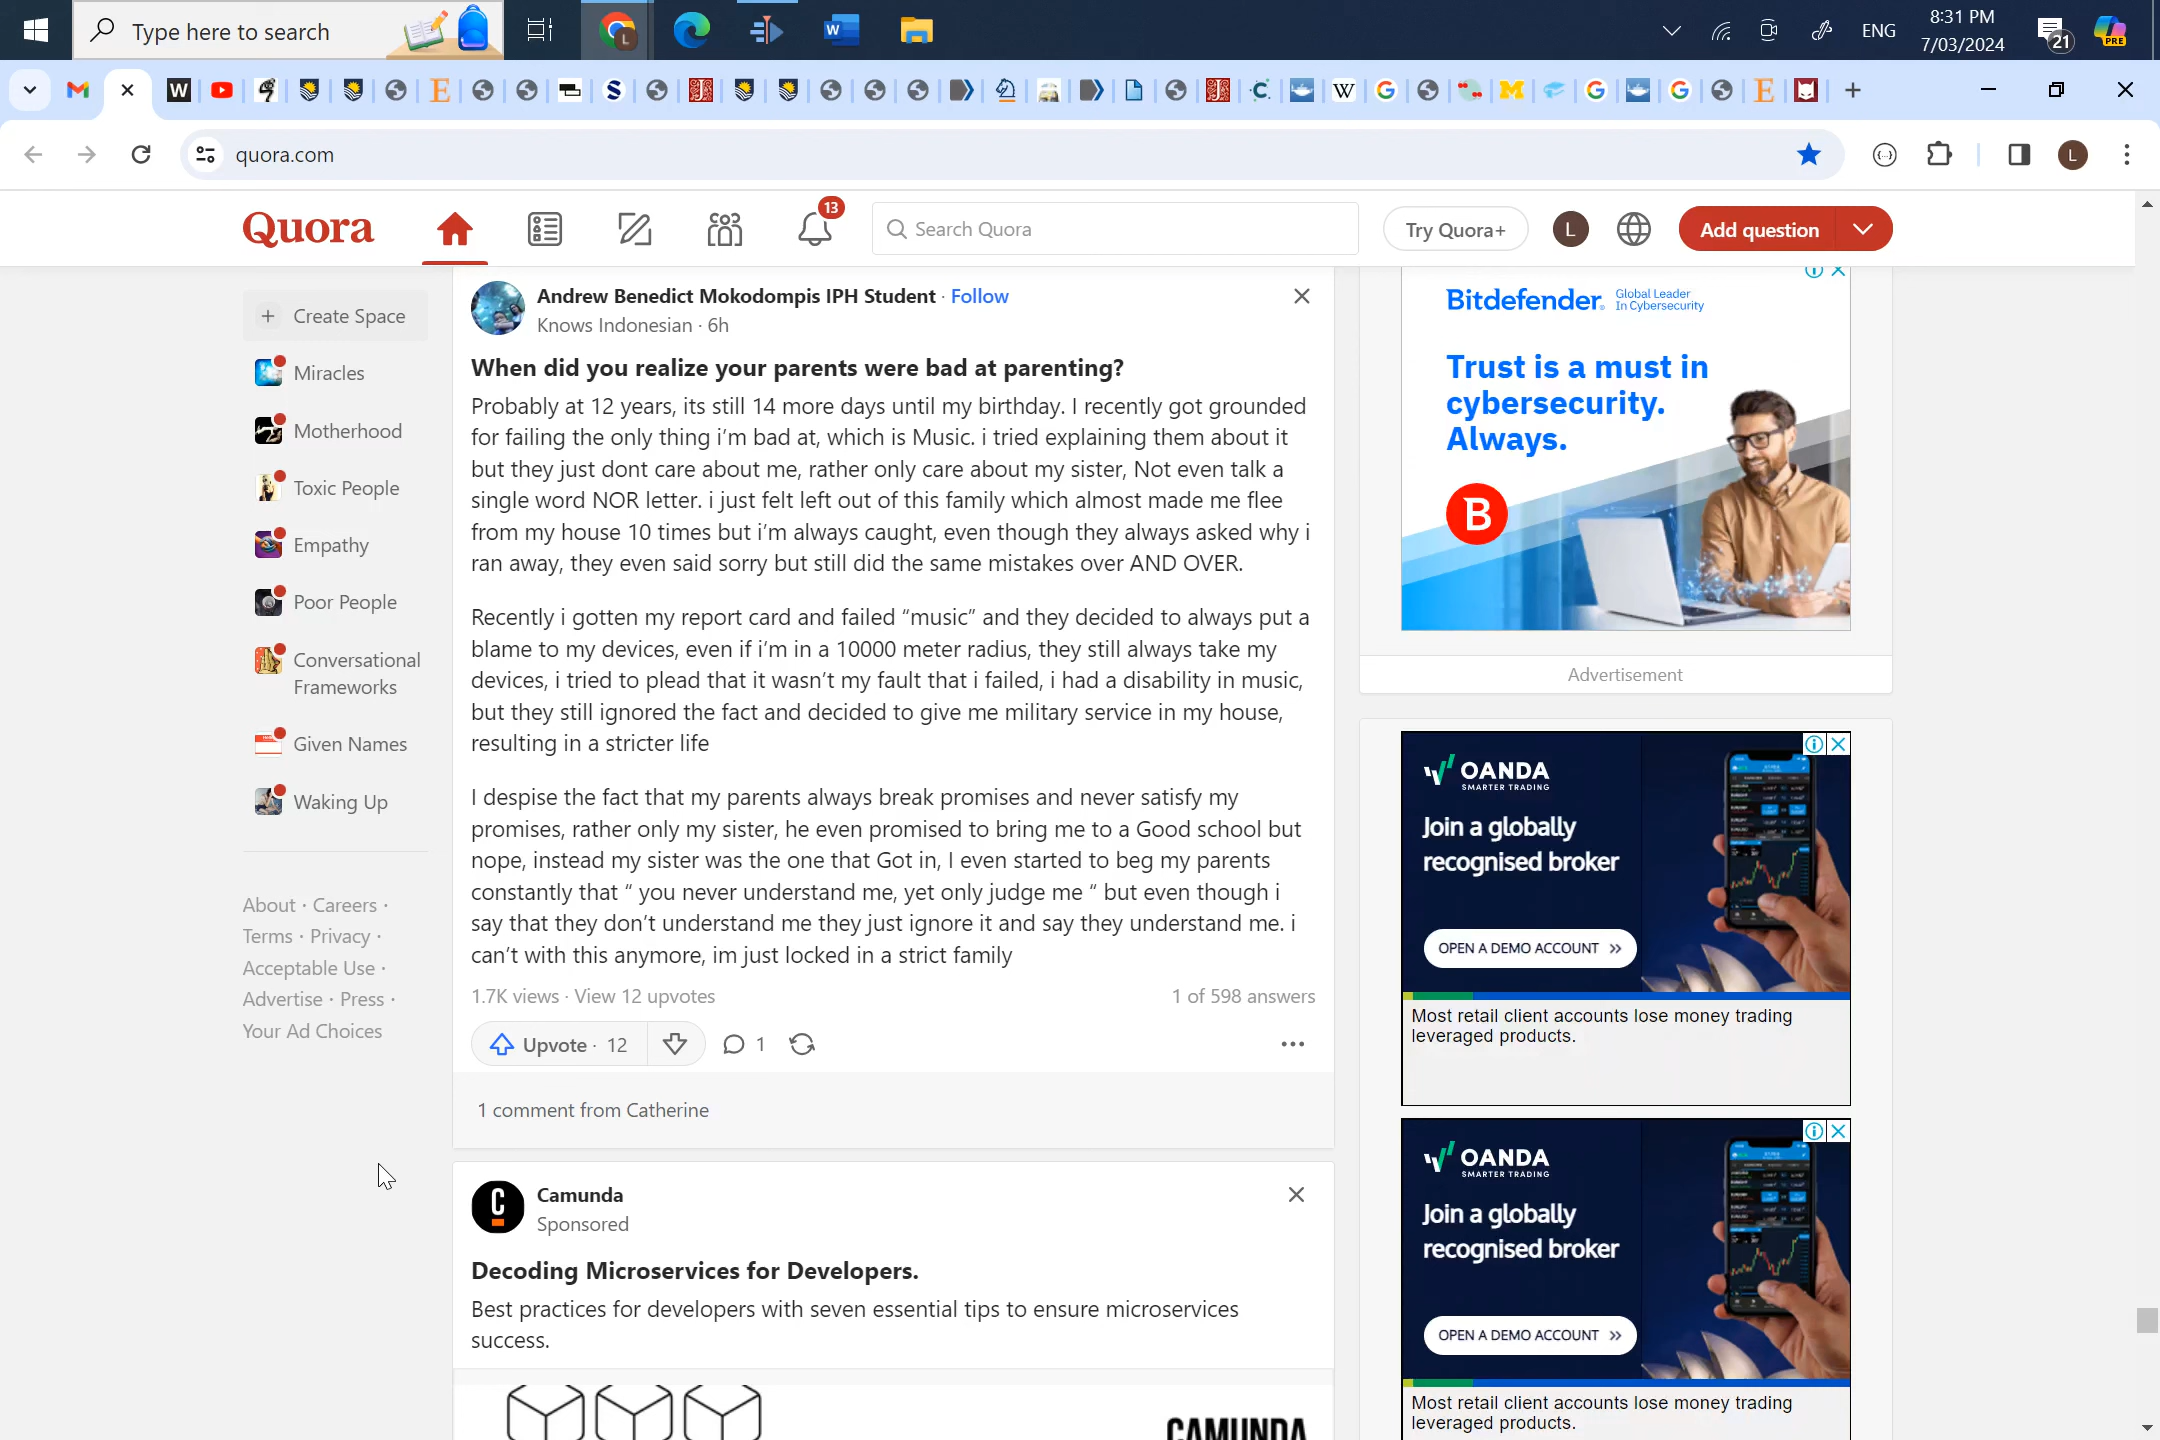 Type here to search
ENG
8:31 PM
7/03/2024
21
PRE
quora.com
L
Quora
13
Search Quora
Try Quora+
L
Add question
Create Space
Miracles
Motherhood
Toxic People
Empathy
Poor People
Conversational
Frameworks
Given Names
Waking Up
About · Careers ·
Terms · Privacy ·
Acceptable Use ·
Advertise · Press ·
Your Ad Choices
Andrew Benedict Mokodompis IPH Student · Follow
Knows Indonesian · 6h
When did you realize your parents were bad at parenting?
Probably at 12 years, its still 14 more days until my birthday. I recently got grounded
for failing the only thing i'm bad at, which is Music. i tried explaining them about it
but they just dont care about me, rather only care about my sister, Not even talk a
single word NOR letter. i just felt left out of this family which almost made me flee
from my house 10 times but i'm always caught, even though they always asked why i
ran away, they even said sorry but still did the same mistakes over AND OVER.
Recently i gotten my report card and failed “music” and they decided to always put a
blame to my devices, even if i'm in a 10000 meter radius, they still always take my
devices, i tried to plead that it wasn't my fault that i failed, i had a disability in music,
but they still ignored the fact and decided to give me military service in my house,
resulting in a stricter life
I despise the fact that my parents always break promises and never satisfy my
promises, rather only my sister, he even promised to bring me to a Good school but
nope, instead my sister was the one that Got in, I even started to beg my parents
constantly that “ you never understand me, yet only judge me “ but even though i
say that they don't understand me they just ignore it and say they understand me. i
can't with this anymore, im just locked in a strict family
1.7K views · View 12 upvotes
1 of 598 answers
Upvote · 12
1
1 comment from Catherine
Camunda
Sponsored
Decoding Microservices for Developers.
Best practices for developers with seven essential tips to ensure microservices
success.
CAMUNDA
Bitdefender.
Global Leader
In Cybersecurity
Trust is a must in
cybersecurity.
Always.
B
Advertisement
OANDA
SMARTER TRADING
Join a globally
recognised broker
OPEN A DEMO ACCOUNT »
Most retail client accounts lose money trading
leveraged products.
OANDA
SMARTER TRADING
Join a globally
recognised broker
OPEN A DEMO ACCOUNT »
Most retail client accounts lose money trading
leveraged products.